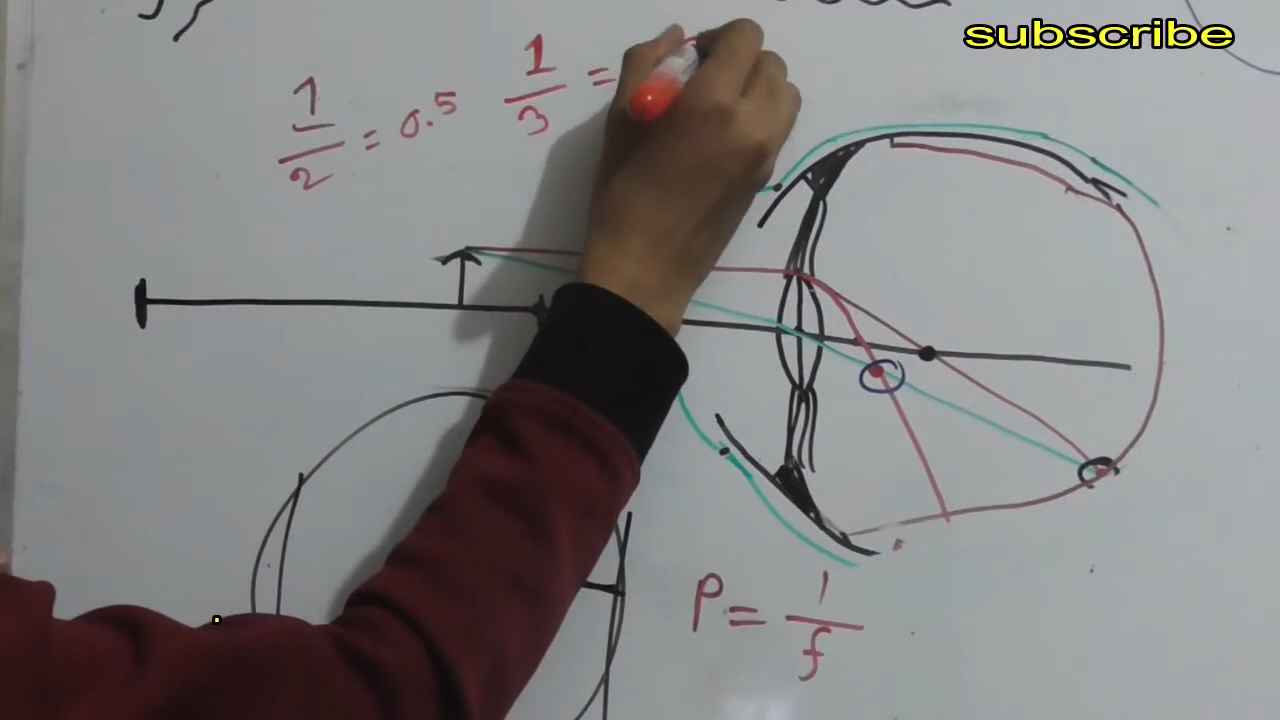 subscribe
1/2 = 0.5
1/3 =
P = 1/f